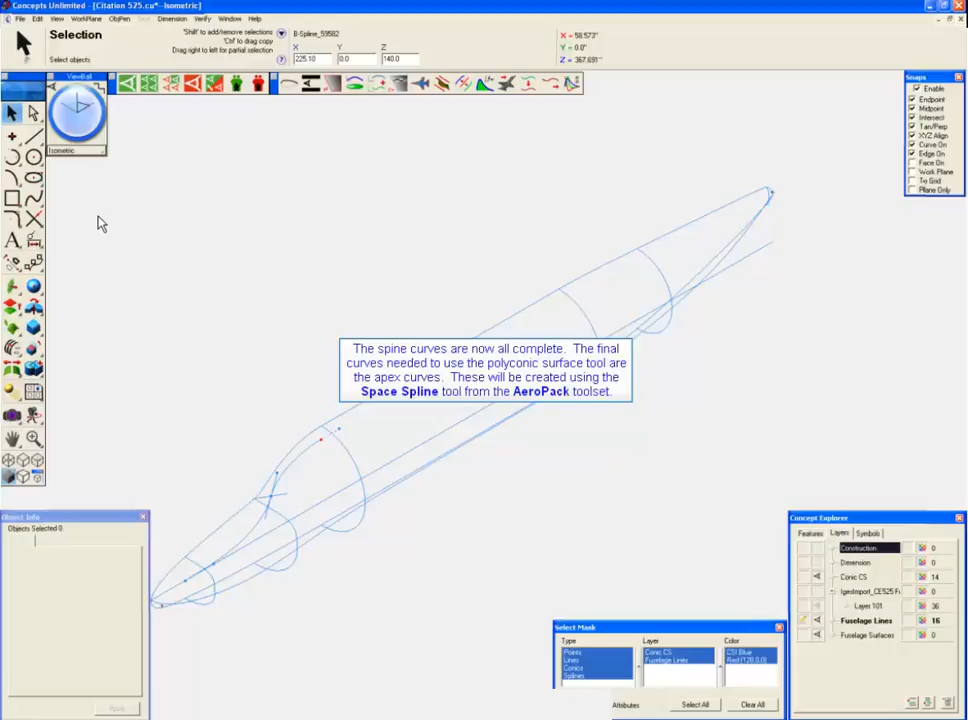 Concepts Unlimited - [Citation 525.cu*--Isometric]
File Edit View WorkPlane ObjPen Dimension Verify Window Help
Selection
Select objects
'Shift' to add/remove selections
'Ctrl' to drag copy
Drag right to left for partial selection
B-Spline_59582
X Y Z
225.10 0.0 140.0
X = 58.573"
Y = 0.0"
Z = 367.691"
ViewBall
Isometric
Snaps
Enable
Endpoint
Midpoint
Intersect
Tan/Perp
XYZ Align
Curve On
Edge On
Face On
Work Plane
To Grid
Plane Only
The spine curves are now all complete. The final
curves needed to use the polyconic surface tool are
the apex curves. These will be created using the
Space Spline tool from the AeroPack toolset.
Object Info
Objects Selected 0
Apply
Select Mask
Type Layer Color
Points
Lines
Conics
Splines
Conic CS
Fuselage Lines
CSI Blue
Red (128,0,0)
Attributes
Select All
Clear All
Concept Explorer
Features Layers Symbols
Construction 0
Dimension 0
Conic CS 14
IgesImport_CE525 F
Layer 101 36
Fuselage Lines 16
Fuselage Surfaces 0